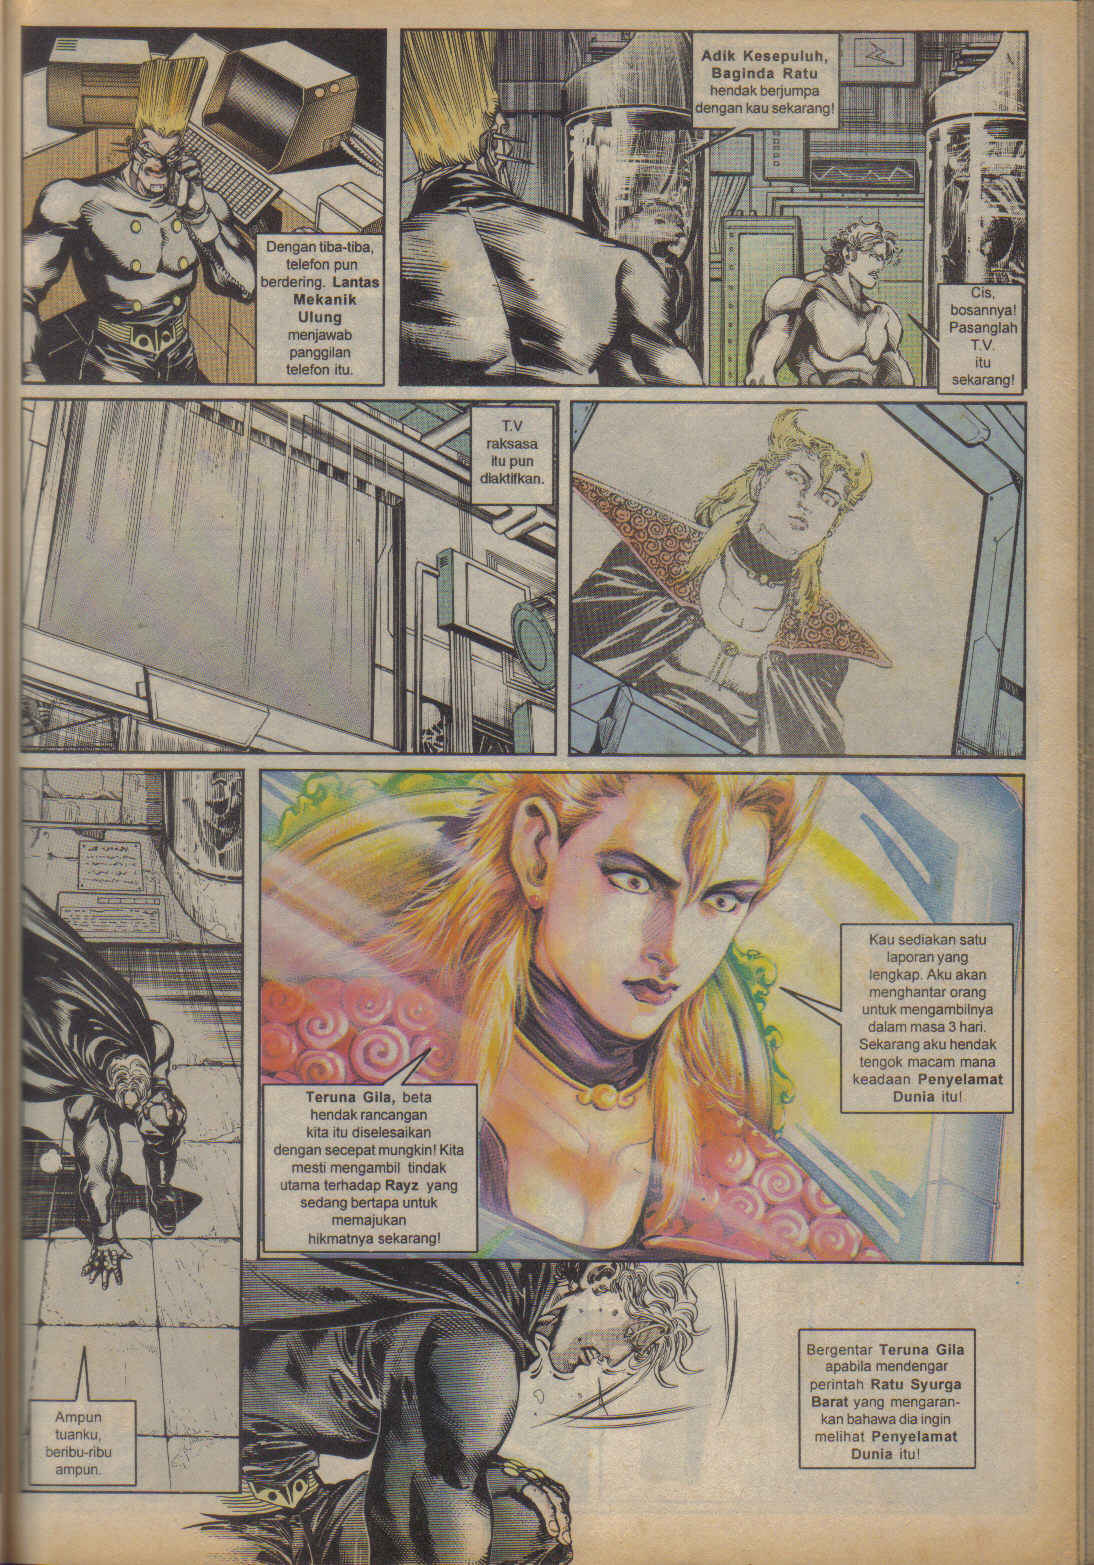 Dengan tiba-tiba,
telefon pun
berdering. Lantas
Mekanik
Ulung
menjawab
panggilan
telefon itu.
Adik Kesepuluh,
Baginda Ratu
hendak berjumpa
dengan kau sekarang!
Cis,
bosannya!
Pasanglah
T.V.
itu
sekarang!
T.V
raksasa
itu pun
diaktifkan.
Ampun
tuanku,
beribu-ribu
ampun.
Teruna Gila, beta
hendak rancangan
kita itu diselesaikan
dengan secepat mungkin! Kita
mesti mengambil tindak
utama terhadap Rayz yang
sedang bertapa untuk
memajukan
hikmatnya sekarang!
Kau sediakan satu
laporan yang
lengkap. Aku akan
menghantar orang
untuk mengambilnya
dalam masa 3 hari.
Sekarang aku hendak
tengok macam mana
keadaan Penyelamat
Dunia itu!
Bergentar Teruna Gila
apabila mendengar
perintah Ratu Syurga
Barat yang mengaran-
kan bahawa dia ingin
melihat Penyelamat
Dunia itu!